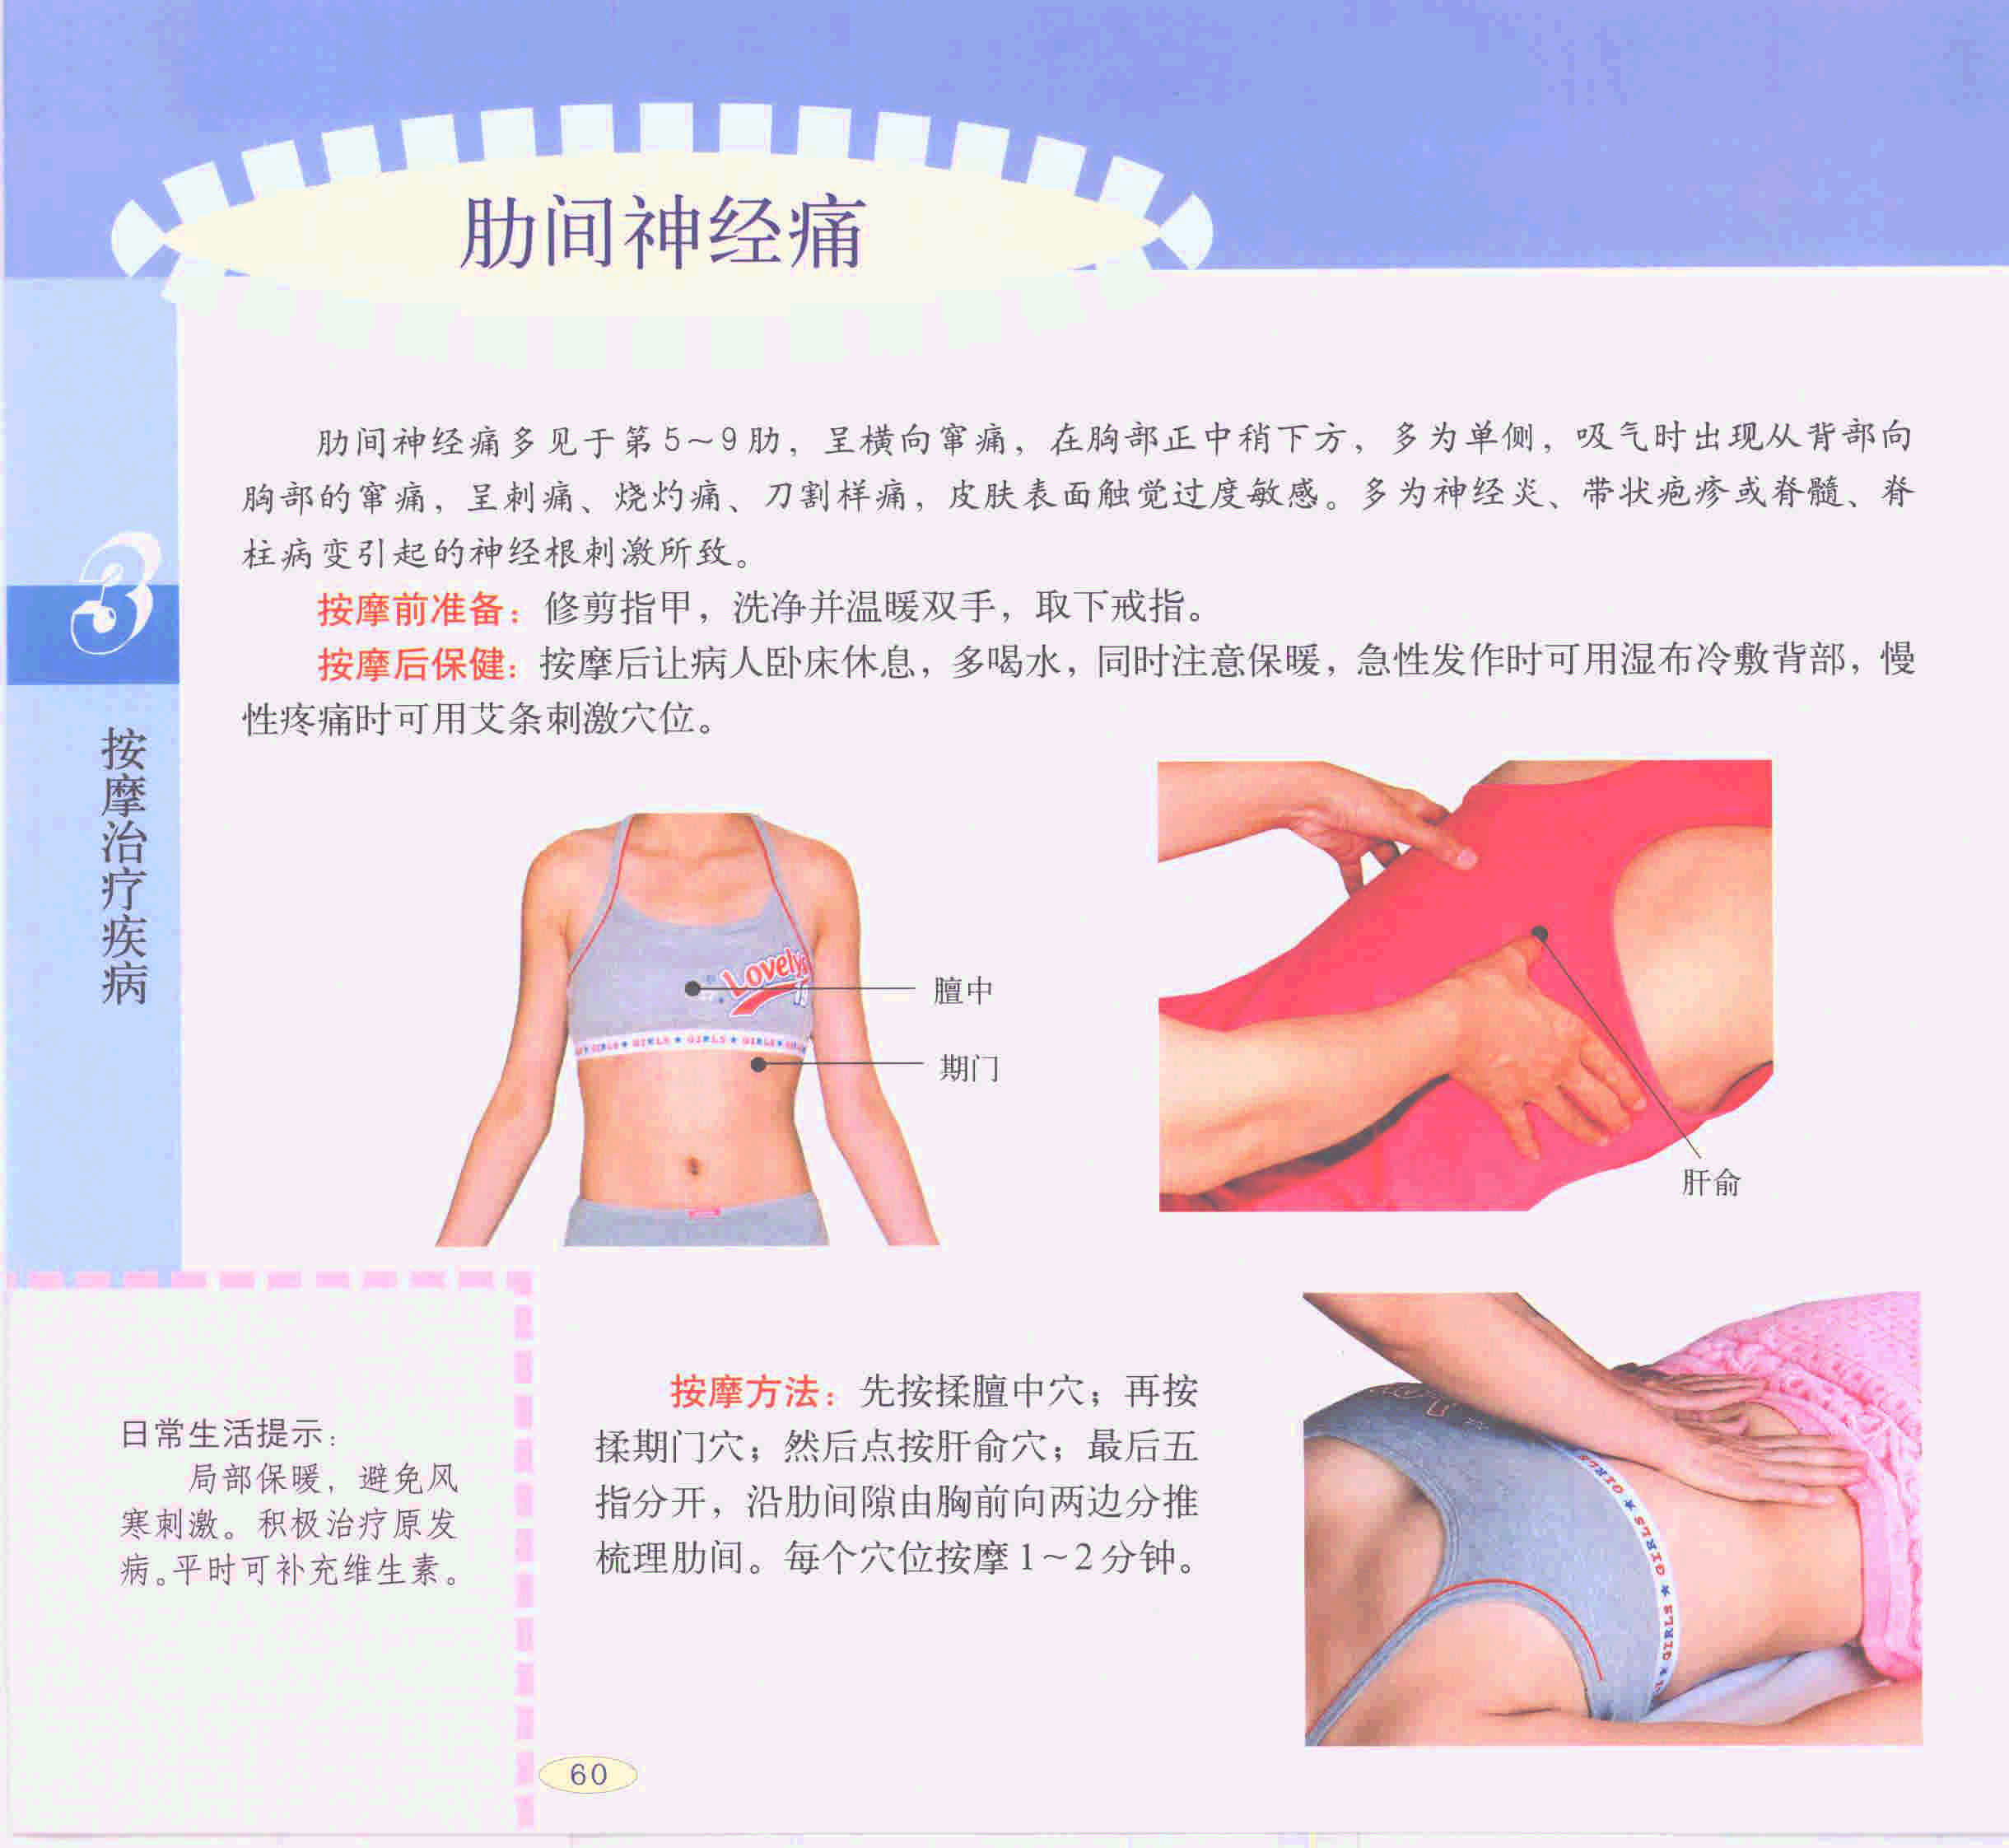 肋间神经痛
肋间神经痛多见于第5～9肋，呈横向窜痛，在胸部正中稍下方，多为单侧，吸气时出现从背部向
胸部的窜痛，呈刺痛、烧灼痛、刀割样痛，皮肤表面触觉过度敏感。多为神经炎、带状疱疹或脊髓、脊
柱病变引起的神经根刺激所致。
按摩前准备：修剪指甲，洗净并温暖双手，取下戒指。
按摩后保健：按摩后让病人卧床休息，多喝水，同时注意保暖，急性发作时可用湿布冷敷背部，慢
性疼痛时可用艾条刺激穴位。
3
按摩治疗疾病
Lovely
GIRLS ★ GIRLS ★ GIRLS ★ GIRLS
膻中
期门
肝俞
日常生活提示：
局部保暖，避免风
寒刺激。积极治疗原发
病。平时可补充维生素。
按摩方法：先按揉膻中穴；再按
揉期门穴；然后点按肝俞穴；最后五
指分开，沿肋间隙由胸前向两边分推
梳理肋间。每个穴位按摩1～2分钟。
GIRLS ★ GIRLS ★ GIRLS ★ GIRLS
60